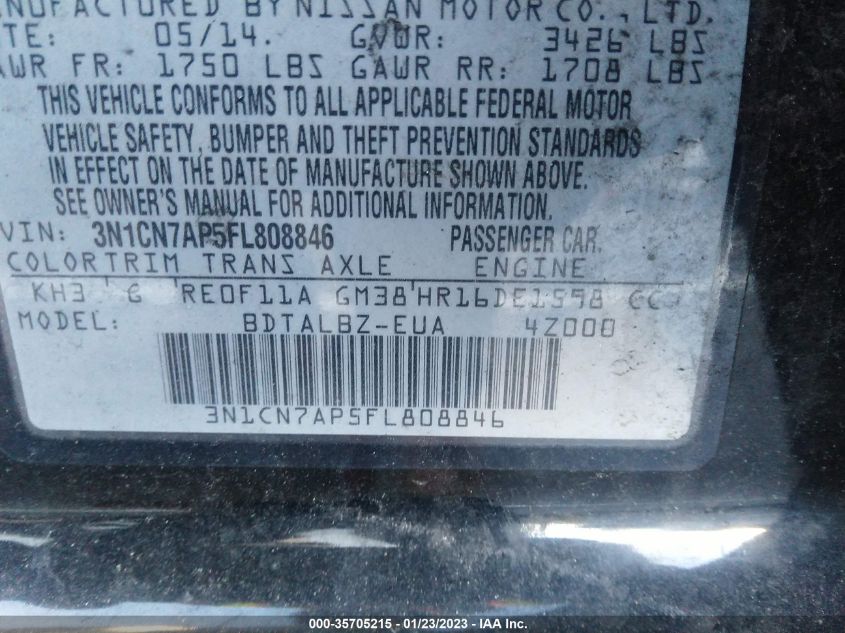 NUFACTURED BY NISSAN MOTOR CO., LTD.
ATE: 05/14. GVWR: 3426 LBS
AWR FR: 1750 LBS GAWR RR: 1708 LBS
THIS VEHICLE CONFORMS TO ALL APPLICABLE FEDERAL MOTOR
VEHICLE SAFETY, BUMPER AND THEFT PREVENTION STANDARDS
IN EFFECT ON THE DATE OF MANUFACTURE SHOWN ABOVE.
SEE OWNER'S MANUAL FOR ADDITIONAL INFORMATION.
VIN: 3N1CN7AP5FL808846 PASSENGER CAR.
COLORTRIM TRANS AXLE ENGINE
KH3 G RE0F11A GM38 HR16DE1598 CC
MODEL: BDTALBZ-EUA 4Z000
3N1CN7AP5FL808846
000-35705215 - 01/23/2023 - IAA Inc.